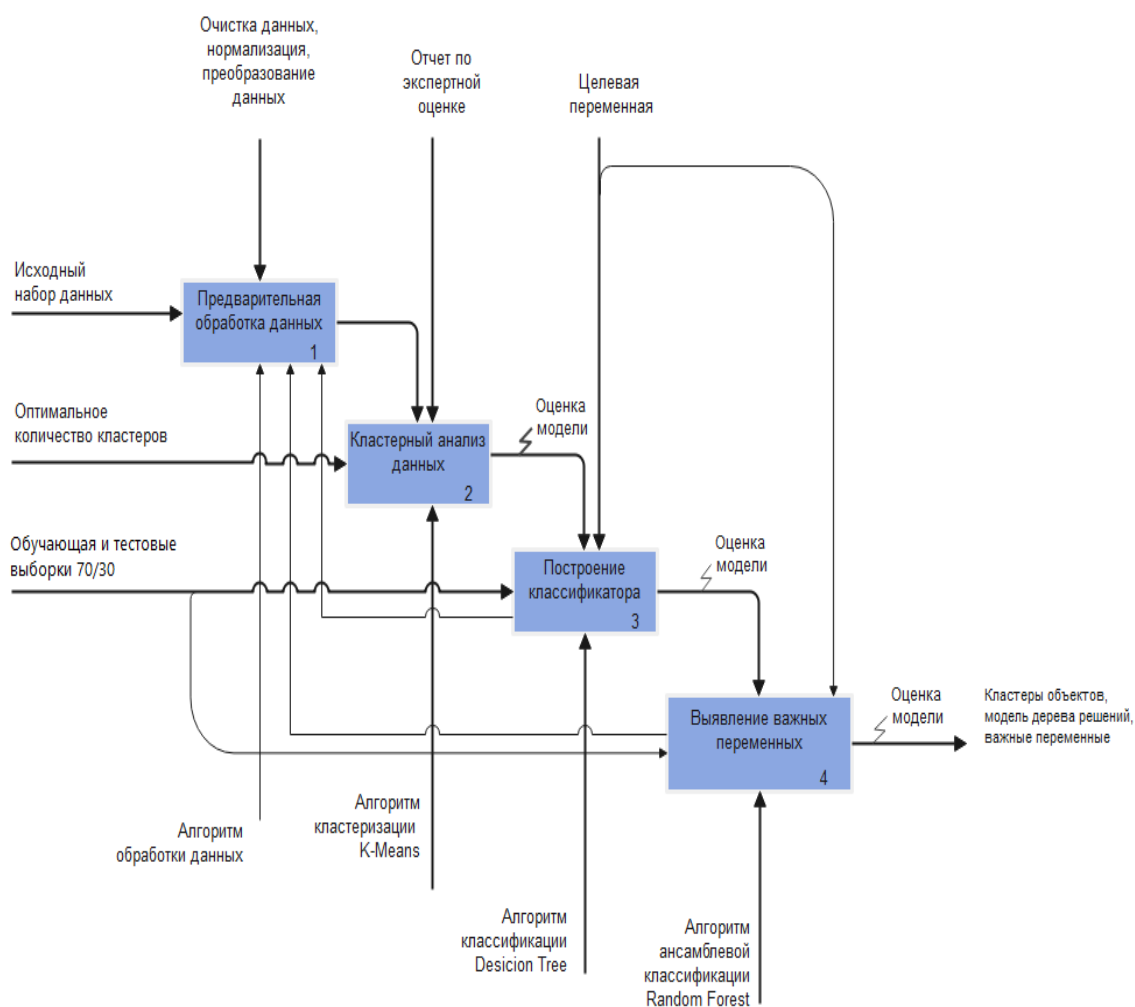 Очистка данных,
нормализация,
преобразование
данных
Отчет по
экспертной
оценке
Целевая
переменная
Исходный
набор данных
Предварительная
обработка данных
1
Оптимальное
количество кластеров
Кластерный анализ
данных
2
Оценка
модели
Обучающая и тестовые
выборки 70/30
Построение
классификатора
3
Оценка
модели
Выявление важных
переменных
4
Оценка
модели
Кластеры объектов,
модель дерева решений,
важные переменные
Алгоритм
обработки данных
Алгоритм
кластеризации
K-Means
Алгоритм
классификации
Desicion Tree
Алгоритм
ансамблевой
классификации
Random Forest